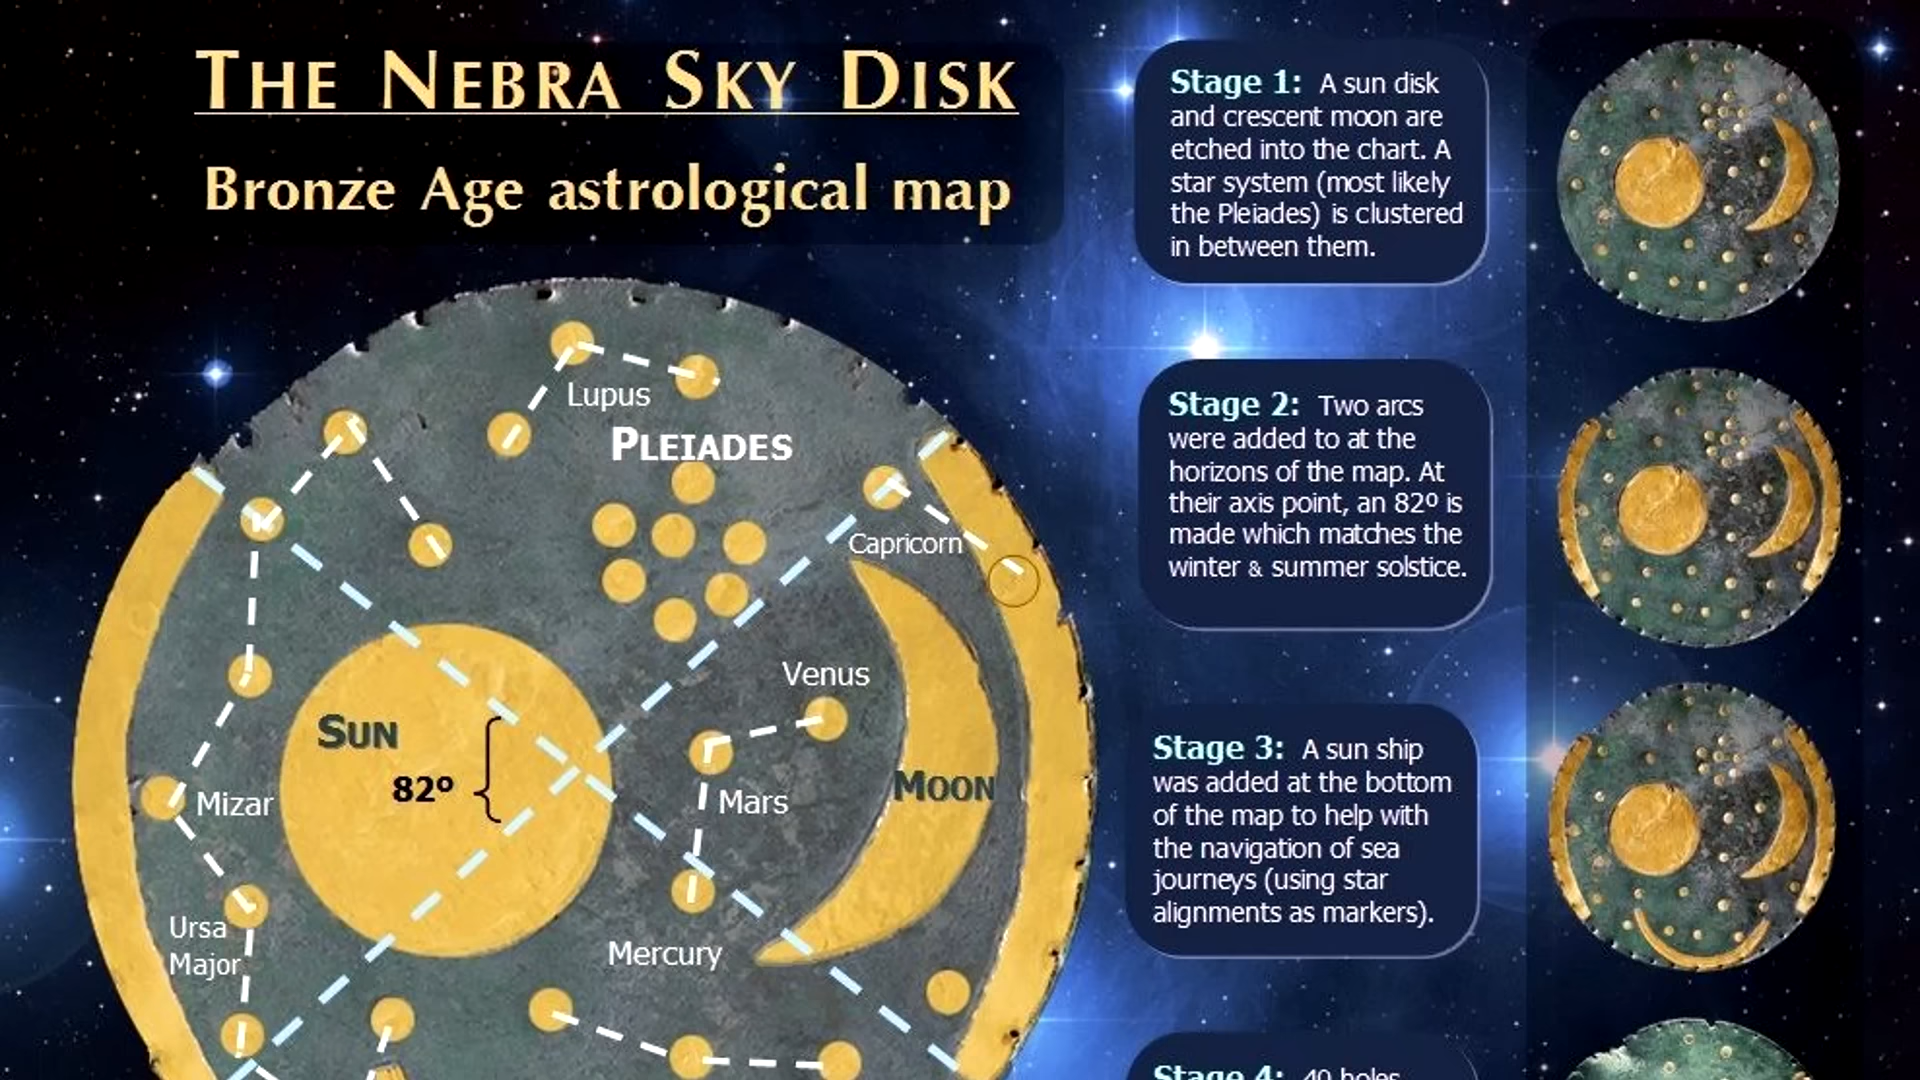 THE NEBRA SKY DISK
Bronze Age astrological map
Lupus
PLEIADES
Capricorn
Venus
SUN
82º
Mars
MOON
Mizar
Mercury
Ursa
Major
Stage 1: A sun disk
and crescent moon are
etched into the chart. A
star system (most likely
the Pleiades) is clustered
in between them.
Stage 2: Two arcs
were added to at the
horizons of the map. At
their axis point, an 82º is
made which matches the
winter & summer solstice.
Stage 3: A sun ship
was added at the bottom
of the map to help with
the navigation of sea
journeys (using star
alignments as markers).
Stage 4: 40 holes